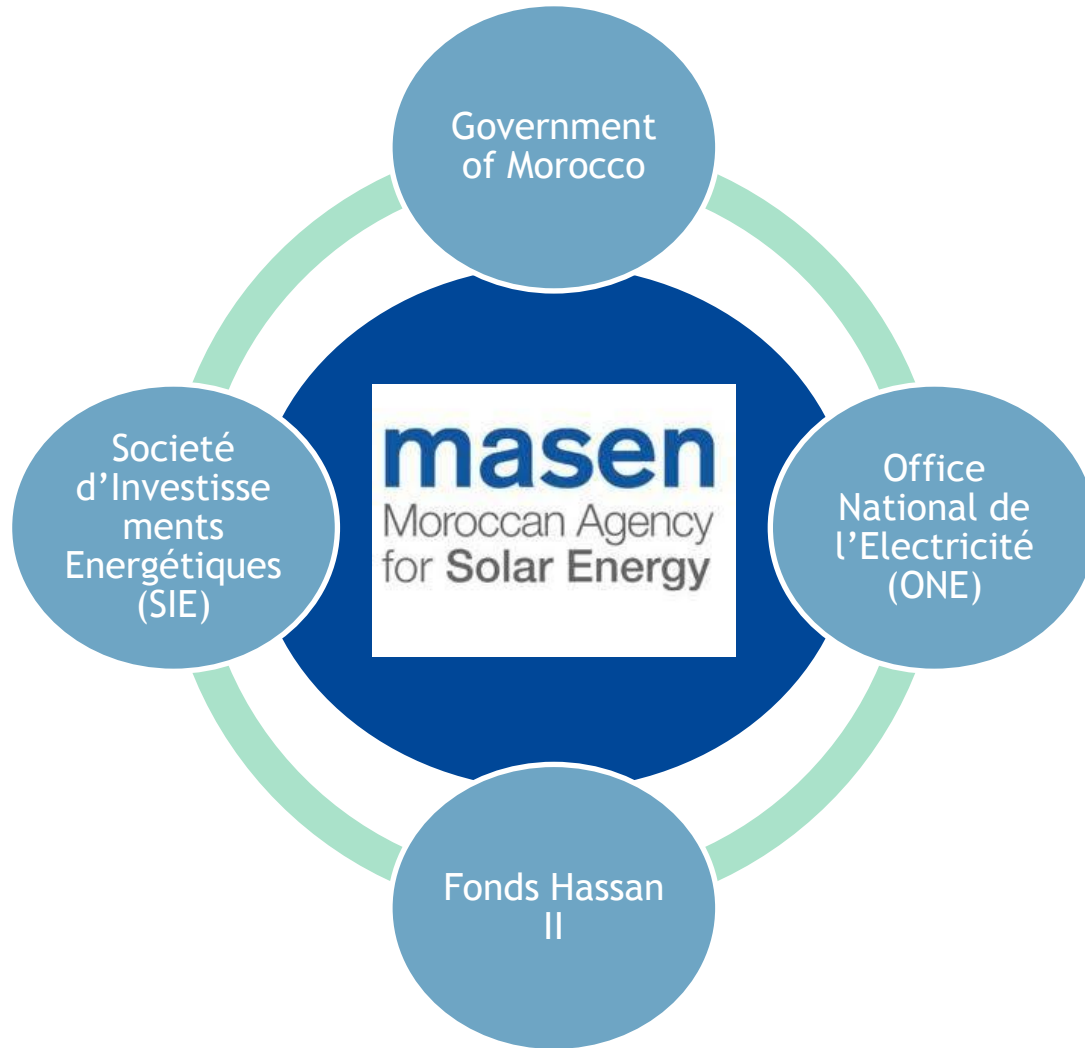 Government
of Morocco
Societé
d’Investisse
ments
Energétiques
(SIE)
masen
Moroccan Agency
for Solar Energy
Office
National de
l’Electricité
(ONE)
Fonds Hassan
II